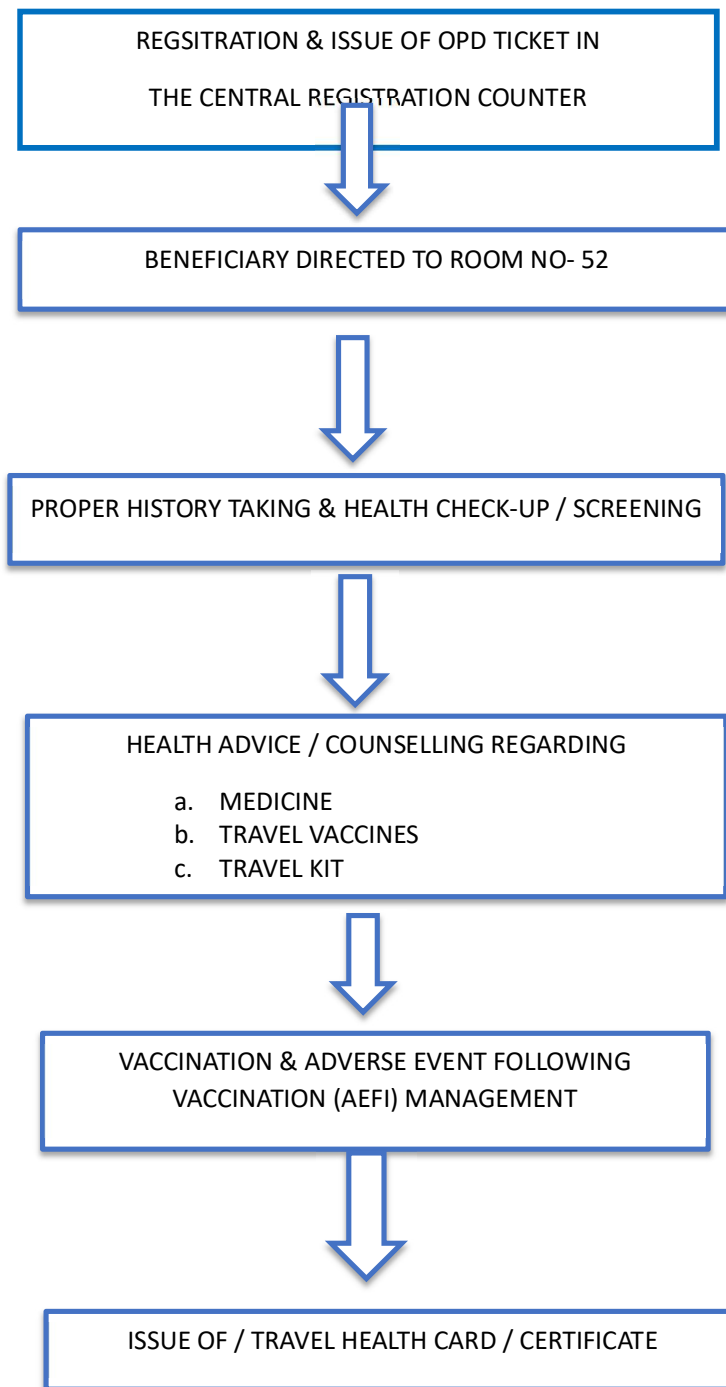 REGSITRATION & ISSUE OF OPD TICKET IN
THE CENTRAL REGISTRATION COUNTER
BENEFICIARY DIRECTED TO ROOM NO- 52
PROPER HISTORY TAKING & HEALTH CHECK-UP / SCREENING
HEALTH ADVICE / COUNSELLING REGARDING
a. MEDICINE
b. TRAVEL VACCINES
c. TRAVEL KIT
VACCINATION & ADVERSE EVENT FOLLOWING
VACCINATION (AEFI) MANAGEMENT
ISSUE OF / TRAVEL HEALTH CARD / CERTIFICATE